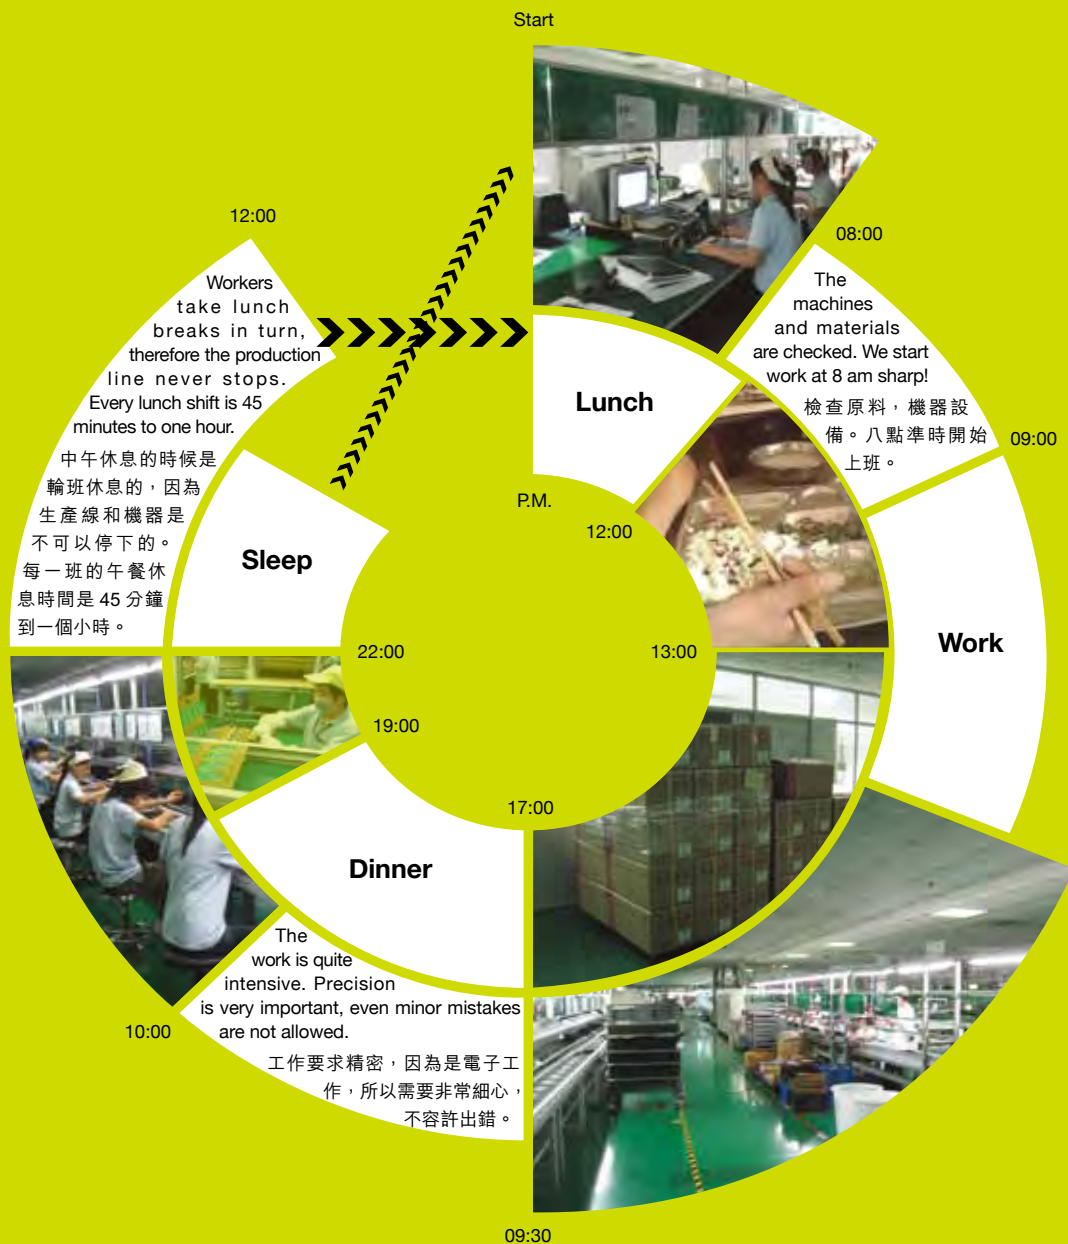 Start
08:00
The
machines
and materials
are checked. We start
work at 8 am sharp!
檢查原料，機器設
備。八點準時開始
上班。
09:00
Work
09:30
The
work is quite
intensive. Precision
is very important, even minor mistakes
are not allowed.
工作要求精密，因為是電子工
作，所以需要非常細心，
不容許出錯。
10:00
12:00
Workers
take lunch
breaks in turn,
therefore the production
line never stops.
Every lunch shift is 45
minutes to one hour.
中午休息的時候是
輪班休息的，因為
生產線和機器是
不可以停下的。
每一班的午餐休
息時間是 45 分鐘
到一個小時。
Lunch
P.M.
12:00
13:00
17:00
Dinner
19:00
22:00
Sleep